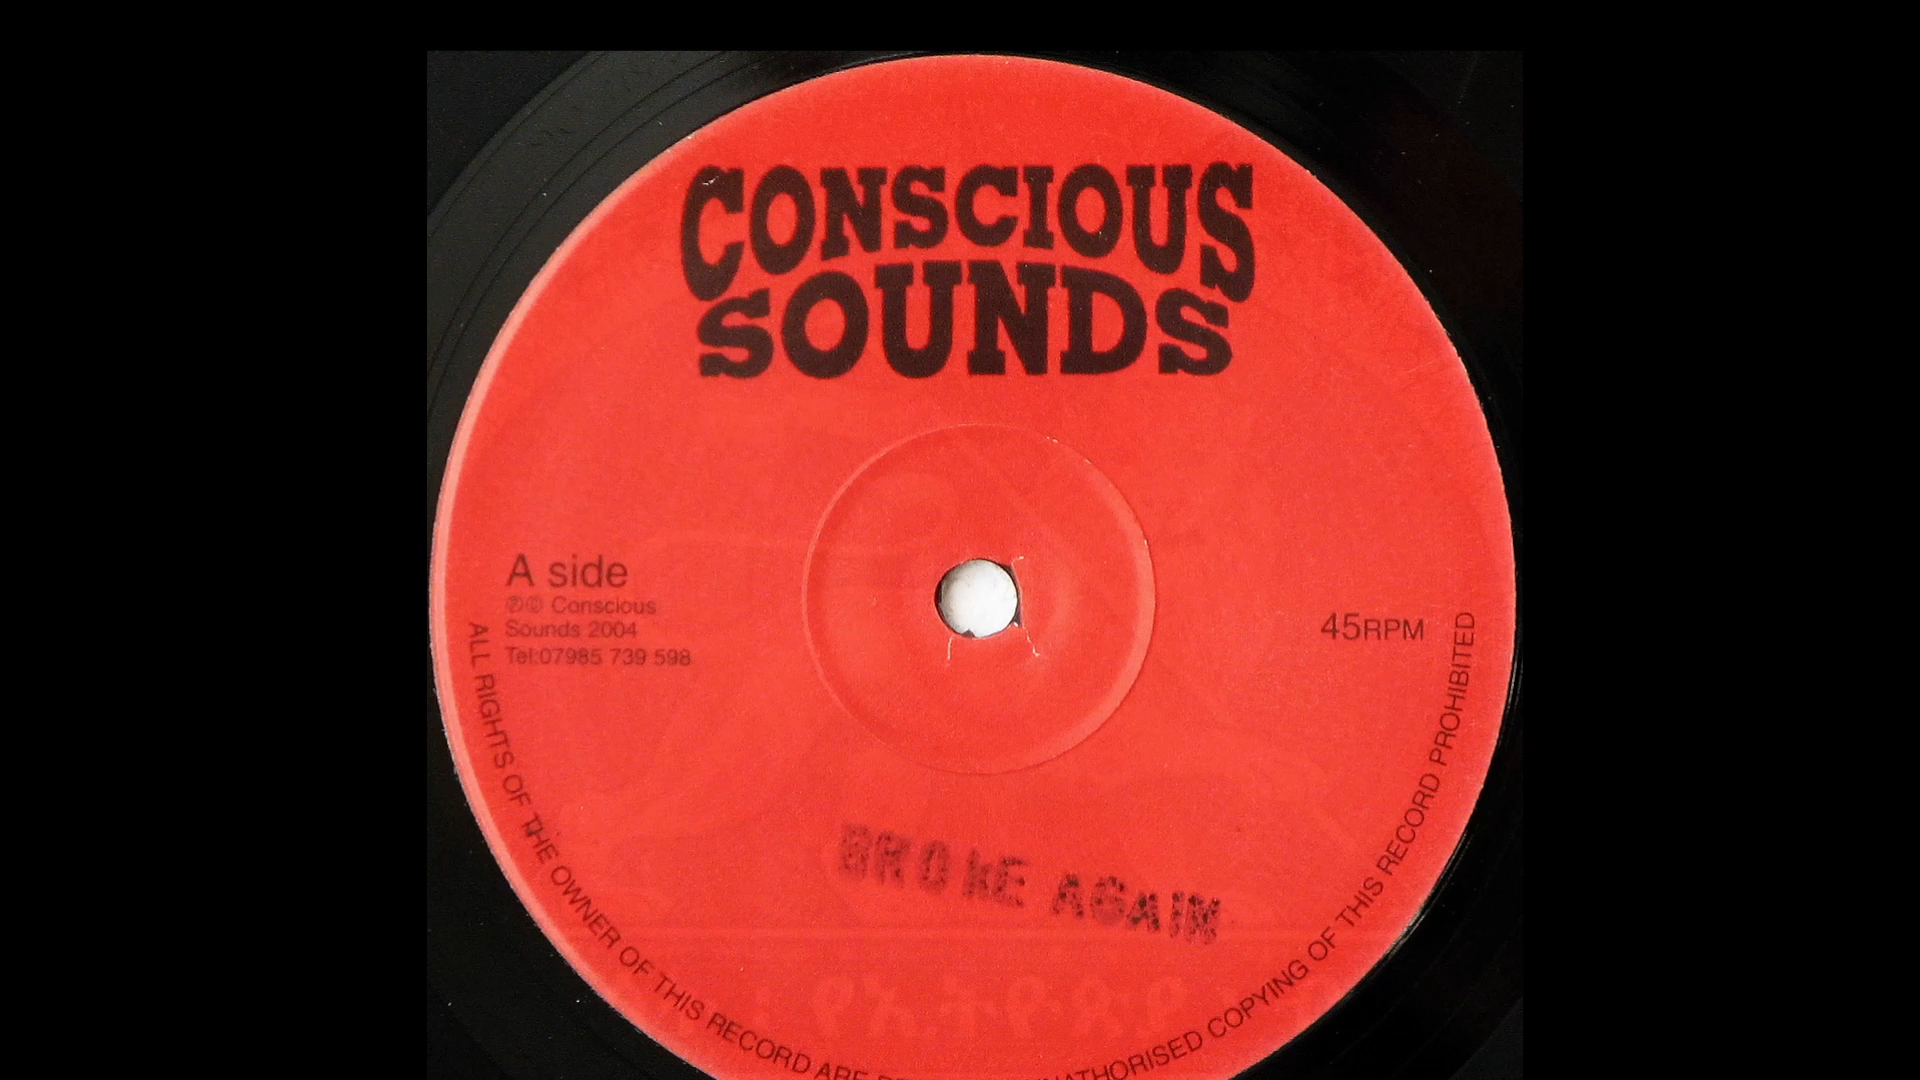 CONSCIOUS
SOUNDS
A side
℗© Conscious
Sounds 2004
Tel:07985 739 598
45RPM
BROKE AGAIN
ALL RIGHTS OF THE OWNER OF THIS RECORD ARE
COPYING OF THIS RECORD PROHIBITED